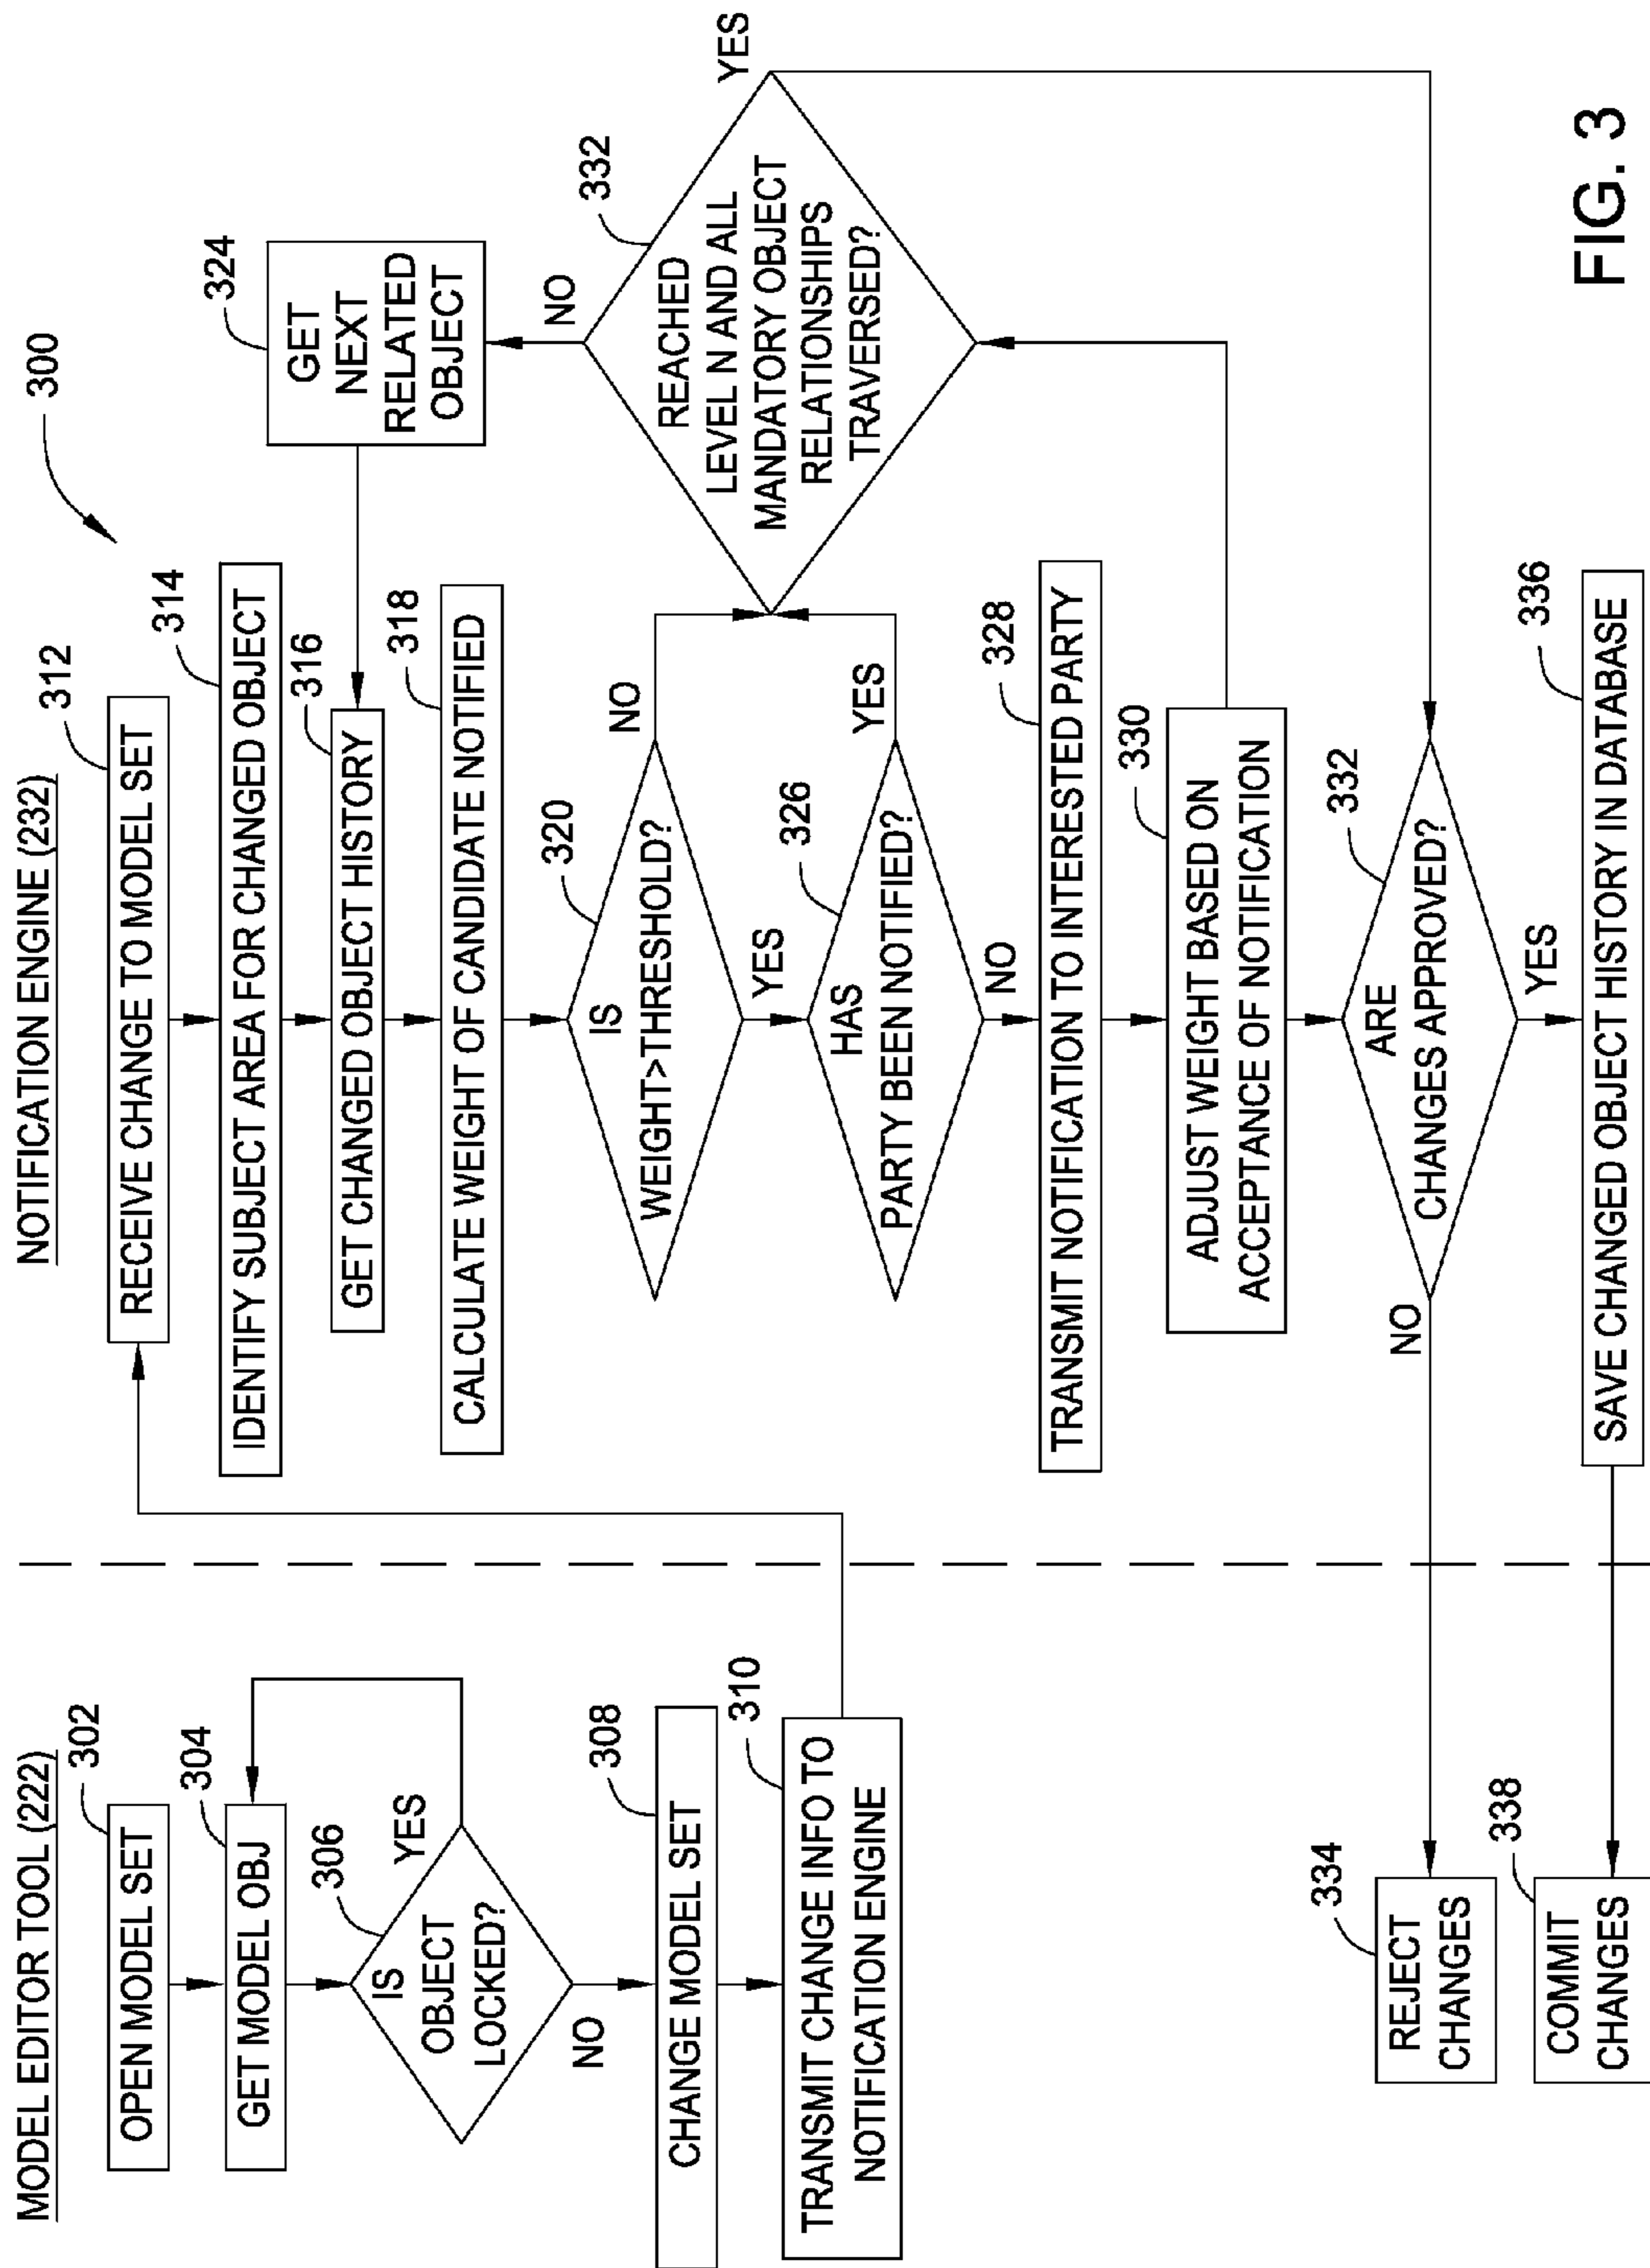 MODEL EDITOR TOOL (222)
302
OPEN MODEL SET
304
GET MODEL OBJ
306
IS
OBJECT
LOCKED?
YES
NO
308
CHANGE MODEL SET
310
TRANSMIT CHANGE INFO TO
NOTIFICATION ENGINE
334
REJECT
CHANGES
338
COMMIT
CHANGES
NOTIFICATION ENGINE (232)
300
312
RECEIVE CHANGE TO MODEL SET
314
IDENTIFY SUBJECT AREA FOR CHANGED OBJECT
316
GET CHANGED OBJECT HISTORY
318
CALCULATE WEIGHT OF CANDIDATE NOTIFIED
320
IS
WEIGHT>THRESHOLD?
NO
YES
326
HAS
PARTY BEEN NOTIFIED?
YES
NO
328
TRANSMIT NOTIFICATION TO INTERESTED PARTY
330
ADJUST WEIGHT BASED ON
ACCEPTANCE OF NOTIFICATION
332
ARE
CHANGES APPROVED?
NO
YES
336
SAVE CHANGED OBJECT HISTORY IN DATABASE
324
GET
NEXT
RELATED
OBJECT
NO
332
REACHED
LEVEL N AND ALL
MANDATORY OBJECT
RELATIONSHIPS
TRAVERSED?
YES
FIG. 3